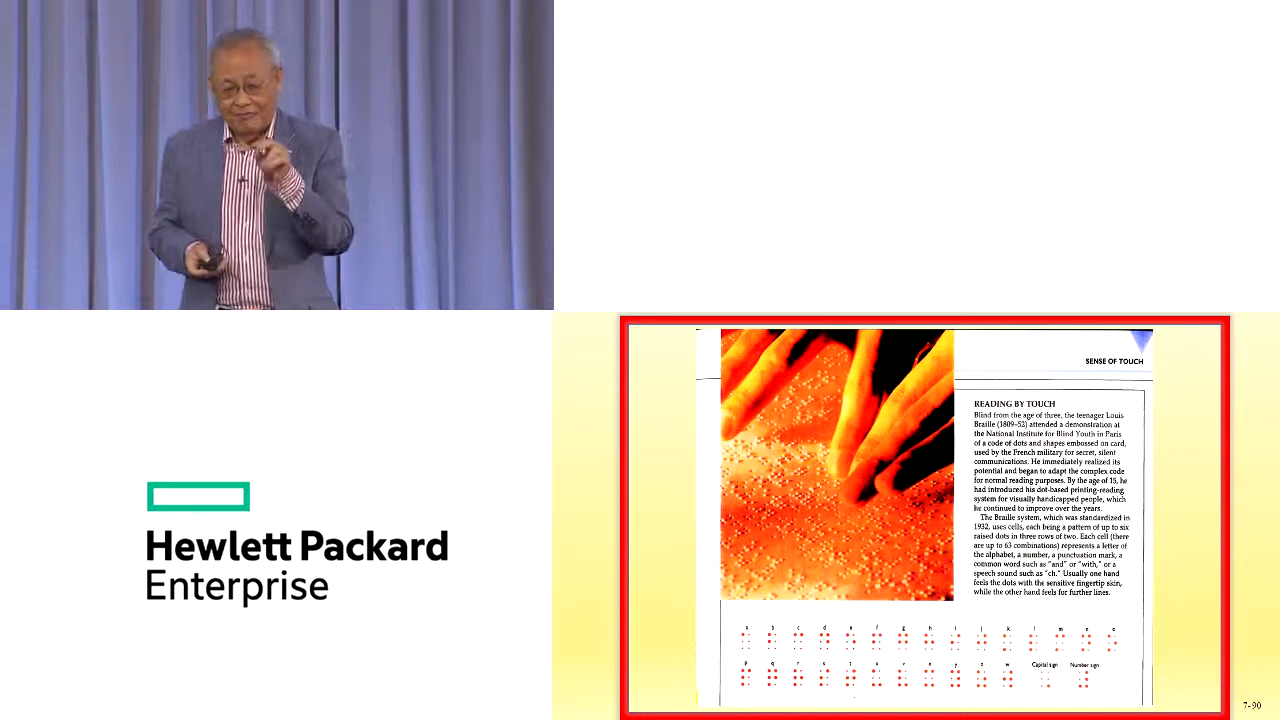 Hewlett Packard
Enterprise
SENSE OF TOUCH
READING BY TOUCH
Blind from the age of three, the teenager Louis
Braille (1809–52) attended a demonstration at
the National Institute for Blind Youth in Paris
of a code of dots and shapes embossed on card,
used by the French military for secret, silent
communications. He immediately realized its
potential and began to adapt the complex code
for normal reading purposes. By the age of 15, he
had introduced his dot-based printing-reading
system for visually handicapped people, which
he continued to improve over the years.
The Braille system, which was standardized in
1932, uses cells, each being a pattern of up to six
raised dots in three rows of two. Each cell (there
are up to 63 combinations) represents a letter of
the alphabet, a number, a punctuation mark, a
common word such as "and" or "with," or a
speech sound such as "ch." Usually one hand
feels the dots with the sensitive fingertip skin,
while the other hand feels for further lines.
a b c d e f g h i j k l m n o
p q r s t u v x y z w Capital sign Number sign
7-90